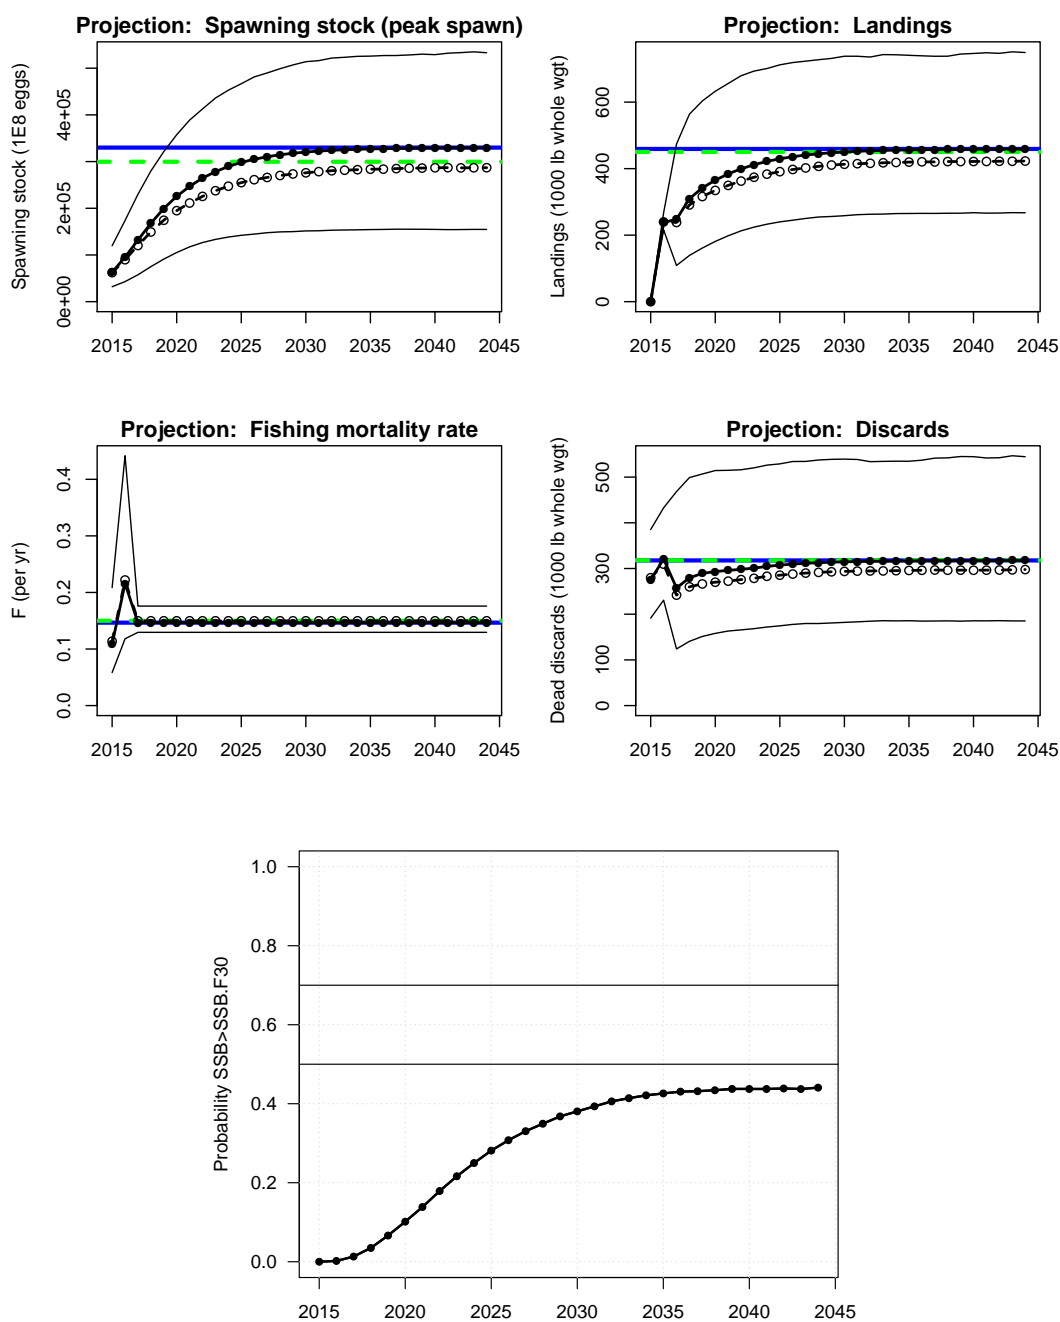 Projection: Spawning stock (peak spawn)
Spawning stock (1E8 eggs)
0e+00 2e+05 4e+05
2015 2020 2025 2030 2035 2040 2045
Projection: Landings
Landings (1000 lb whole wgt)
0 200 400 600
2015 2020 2025 2030 2035 2040 2045
Projection: Fishing mortality rate
F (per yr)
0.0 0.1 0.2 0.3 0.4
2015 2020 2025 2030 2035 2040 2045
Projection: Discards
Dead discards (1000 lb whole wgt)
0 100 300 500
2015 2020 2025 2030 2035 2040 2045
Probability SSB>SSB.F30
1.0
0.8
0.6
0.4
0.2
0.0
2015 2020 2025 2030 2035 2040 2045